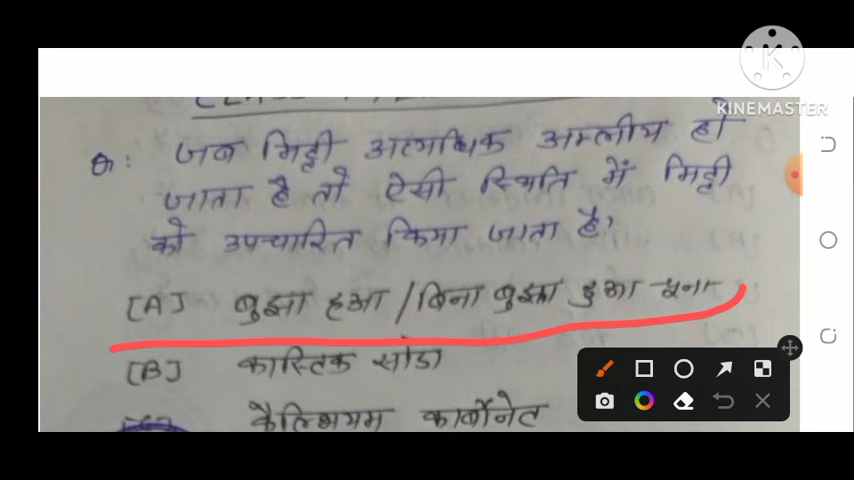 KINEMASTER
क: जब मिट्टी अत्यधिक अम्लीय हो
जाता है तो ऐसी स्थिति में मिट्टी
को उपचारित किया जाता है,
[A] बुझा हुआ / बिना बुझा हुआ चूना
[B] कास्टिक सोडा
कैल्शियम कार्बोनेट